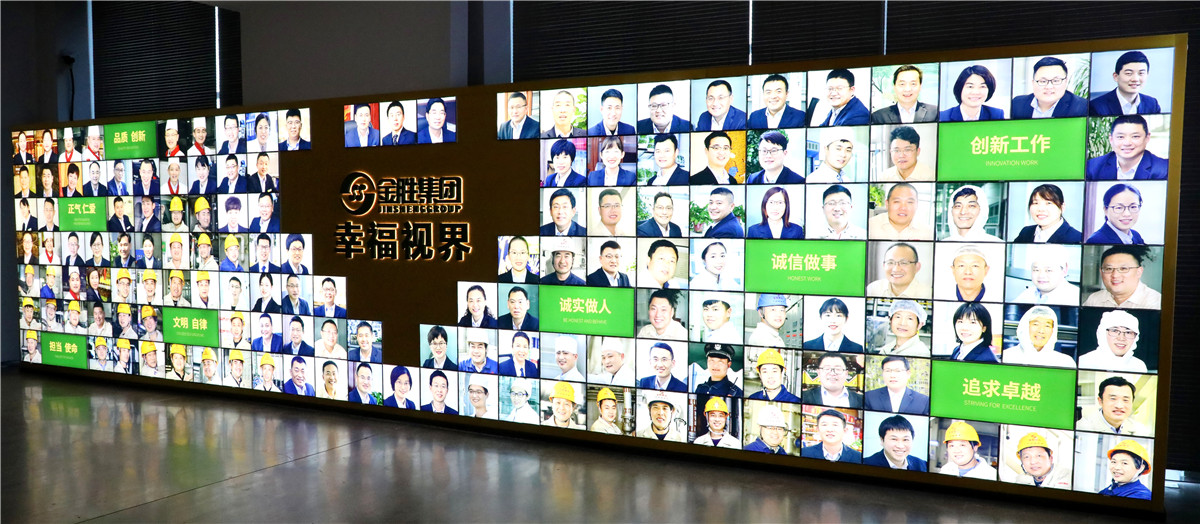 品质 创新
正气 仁爱
文明 自律
担当 使命
金胜集团
JINSHENGGROUP
幸福视界
创新工作
INNOVATION WORK
诚信做事
HONEST WORK
诚实做人
追求卓越
STRIVING FOR EXCELLENCE